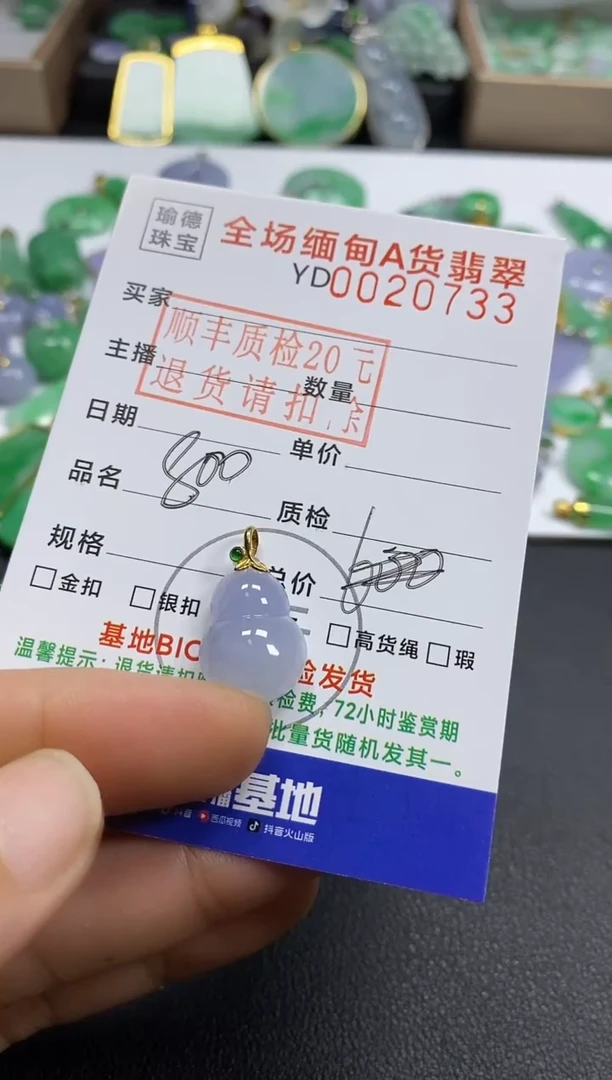 瑜德
珠宝
全场缅甸A货翡翠
YD0020733
买家
顺丰质检20元
主播 数量
退货请扣除
日期 单价
800
品名 质检
规格 总价
金扣 银扣 高货绳 瑕
基地BIC 检发货
温馨提示:退货请扣 检费,72小时鉴赏期
批量货随机发其一。
播基地
抖音 西瓜视频 抖音火山版